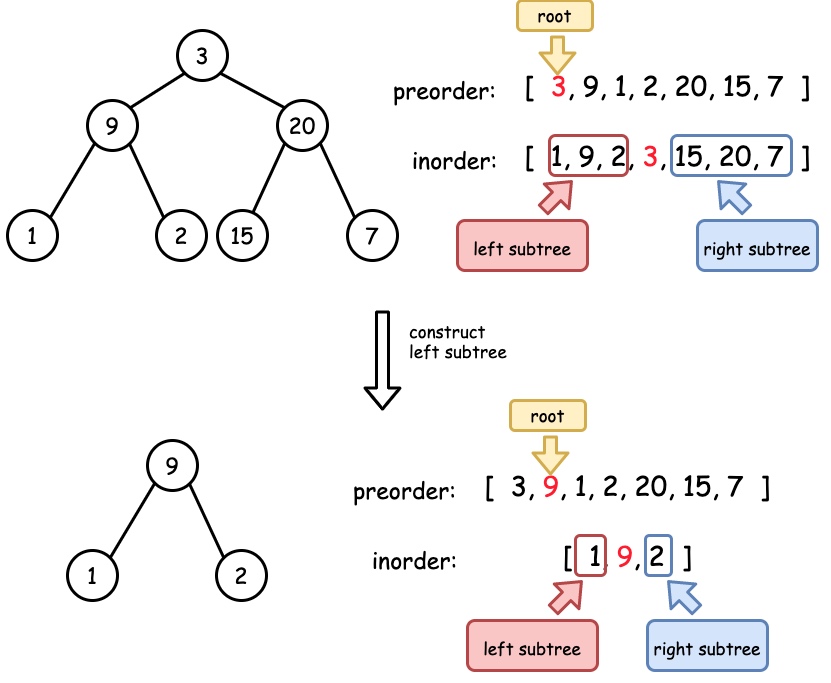 root
3
preorder: [ 3, 9, 1, 2, 20, 15, 7 ]
9
20
inorder: [ 1, 9, 2, 3, 15, 20, 7 ]
1
2
15
7
left subtree
right subtree
construct
left subtree
root
9
preorder: [ 3, 9, 1, 2, 20, 15, 7 ]
1
2
inorder: [ 1 9, 2 ]
left subtree
right subtree